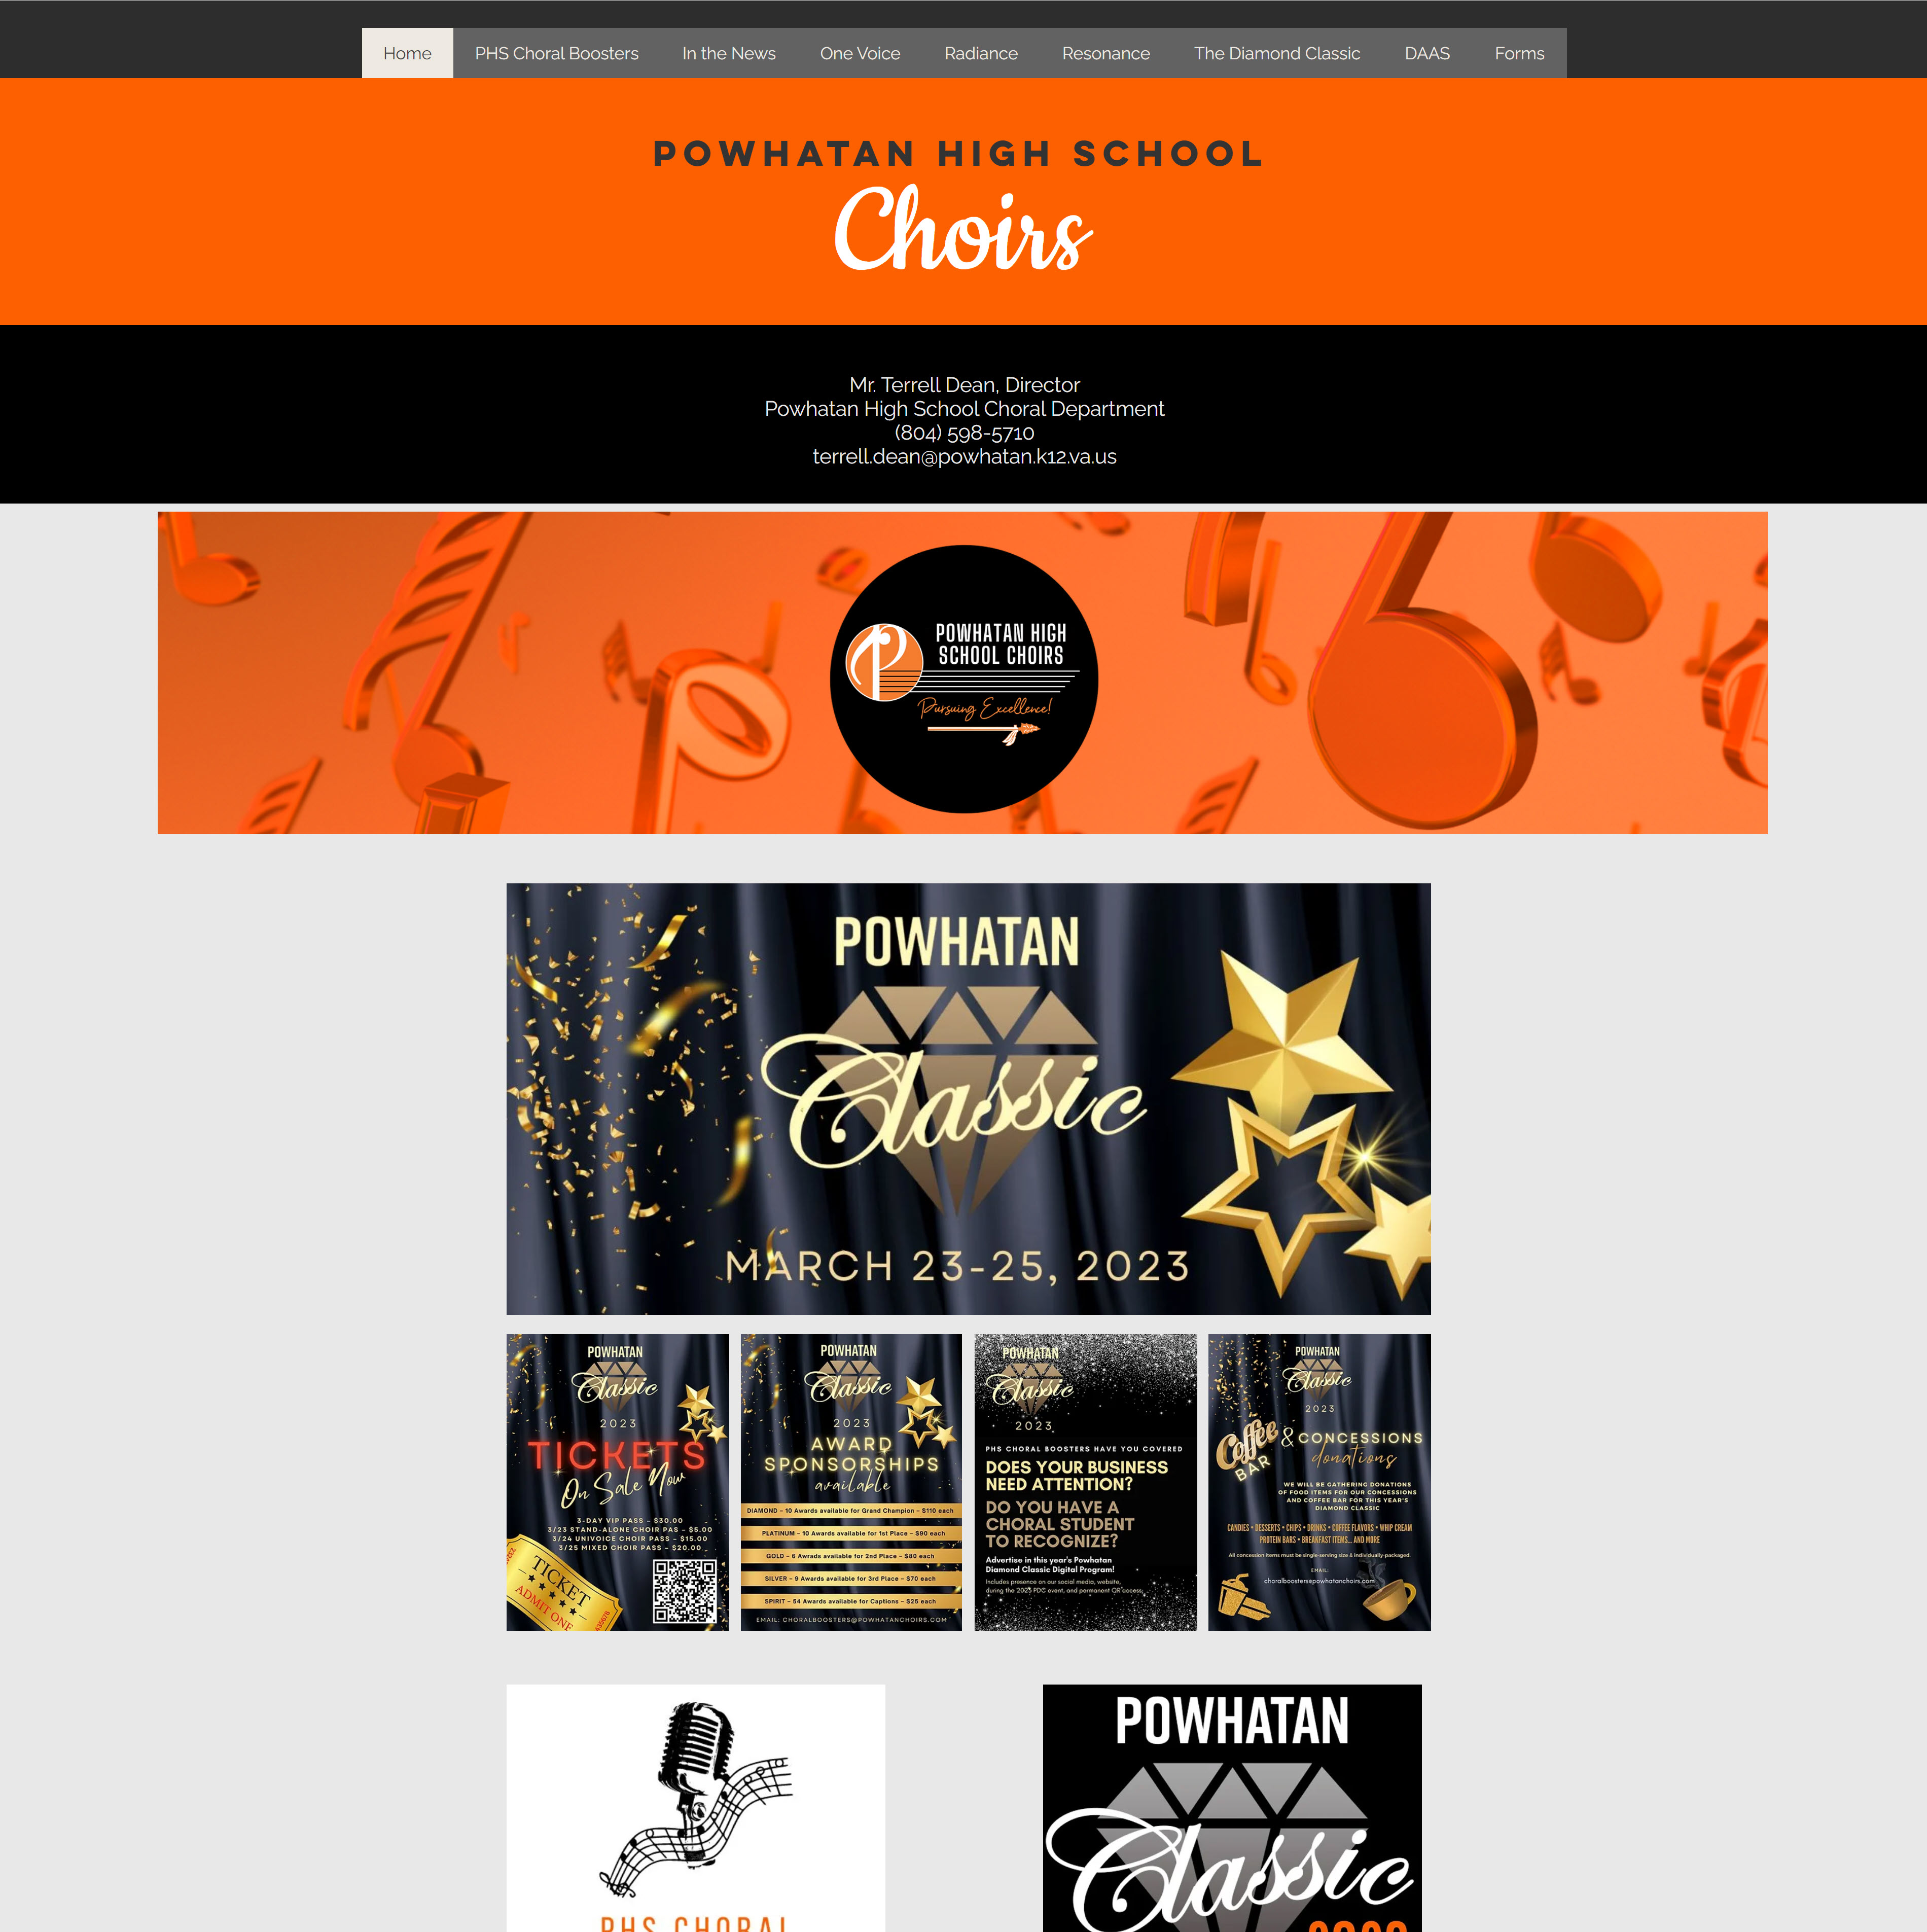 Home
PHS Choral Boosters
In the News
One Voice
Radiance
Resonance
The Diamond Classic
DAAS
Forms
POWHATAN HIGH SCHOOL
Choirs
Mr. Terrell Dean, Director
Powhatan High School Choral Department
(804) 598-5710
terrell.dean@powhatan.k12.va.us
POWHATAN HIGH
SCHOOL CHOIRS
Pursuing Excellence!
POWHATAN
Classic
MARCH 23-25, 2023
POWHATAN
Classic
2023
TICKETS
On Sale Now
3-DAY VIP PASS – $30.00
3/23 STAND-ALONE CHOIR PAS – $5.00
3/24 UNIVOICE CHOIR PASS – $15.00
3/25 MIXED CHOIR PASS – $20.00
TICKET
ADMIT ONE
POWHATAN
Classic
2023
AWARD
SPONSORSHIPS
available
DIAMOND – 10 Awards available for Grand Champion – $110 each
PLATINUM – 10 Awards available for 1st Place – $90 each
GOLD – 6 Awrads available for 2nd Place – $80 each
SILVER – 9 Awards available for 3rd Place – $70 each
SPIRIT – 54 Awards available for Captions – $25 each
EMAIL: CHORALBOOSTERS@POWHATANCHOIRS.COM
POWHATAN
Classic
2023
PHS CHORAL BOOSTERS HAVE YOU COVERED
DOES YOUR BUSINESS
NEED ATTENTION?
DO YOU HAVE A
CHORAL STUDENT
TO RECOGNIZE?
Advertise in this year's Powhatan
Diamond Classic Digital Program!
Includes presence on our social media, website,
during the 2023 PDC event, and permanent QR access.
POWHATAN
Classic
2023
Coffee
BAR
& CONCESSIONS
donations
WE WILL BE GATHERING DONATIONS
OF FOOD ITEMS FOR OUR CONCESSIONS
AND COFFEE BAR FOR THIS YEAR'S
DIAMOND CLASSIC
CANDIES • DESSERTS • CHIPS • DRINKS • COFFEE FLAVORS • WHIP CREAM
PROTEIN BARS • BREAKFAST ITEMS... AND MORE
All concession items must be single-serving size & individually-packaged.
EMAIL:
choralboosters@powhatanchoirs.com
PHS CHORAL
POWHATAN
Classic